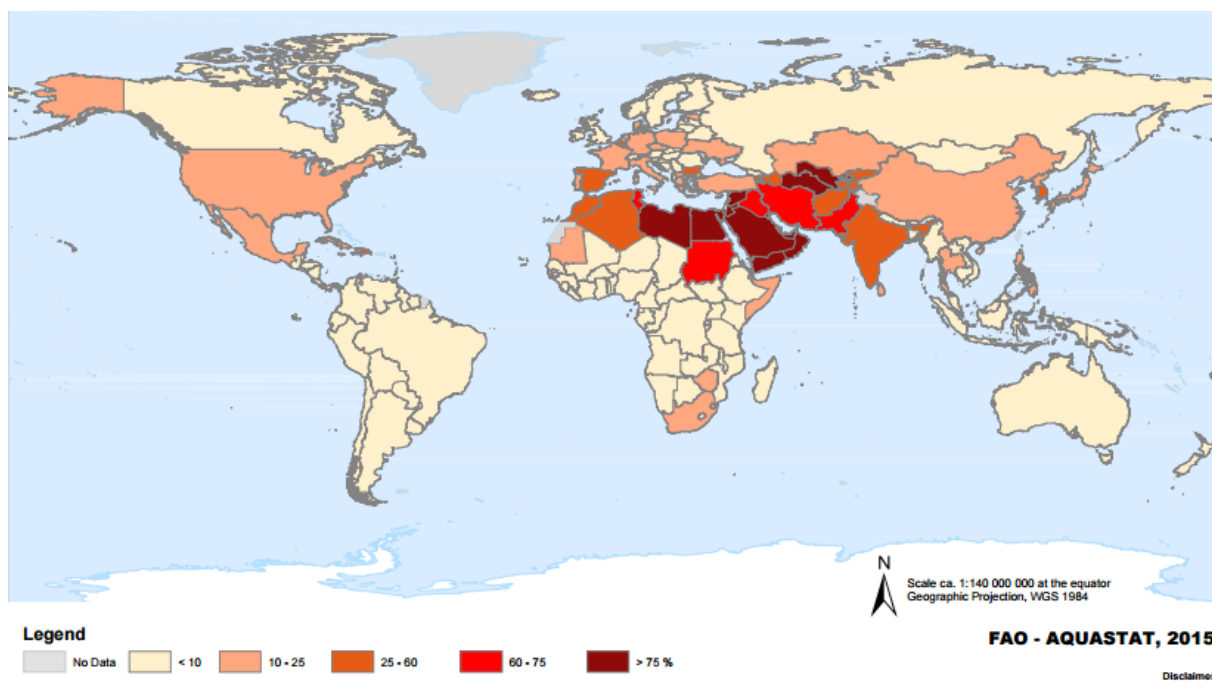 N
Scale ca. 1:140 000 000 at the equator
Geographic Projection, WGS 1984
Legend
No Data < 10 10 - 25 25 - 60 60 - 75 > 75 %
FAO - AQUASTAT, 2015
Disclaimer